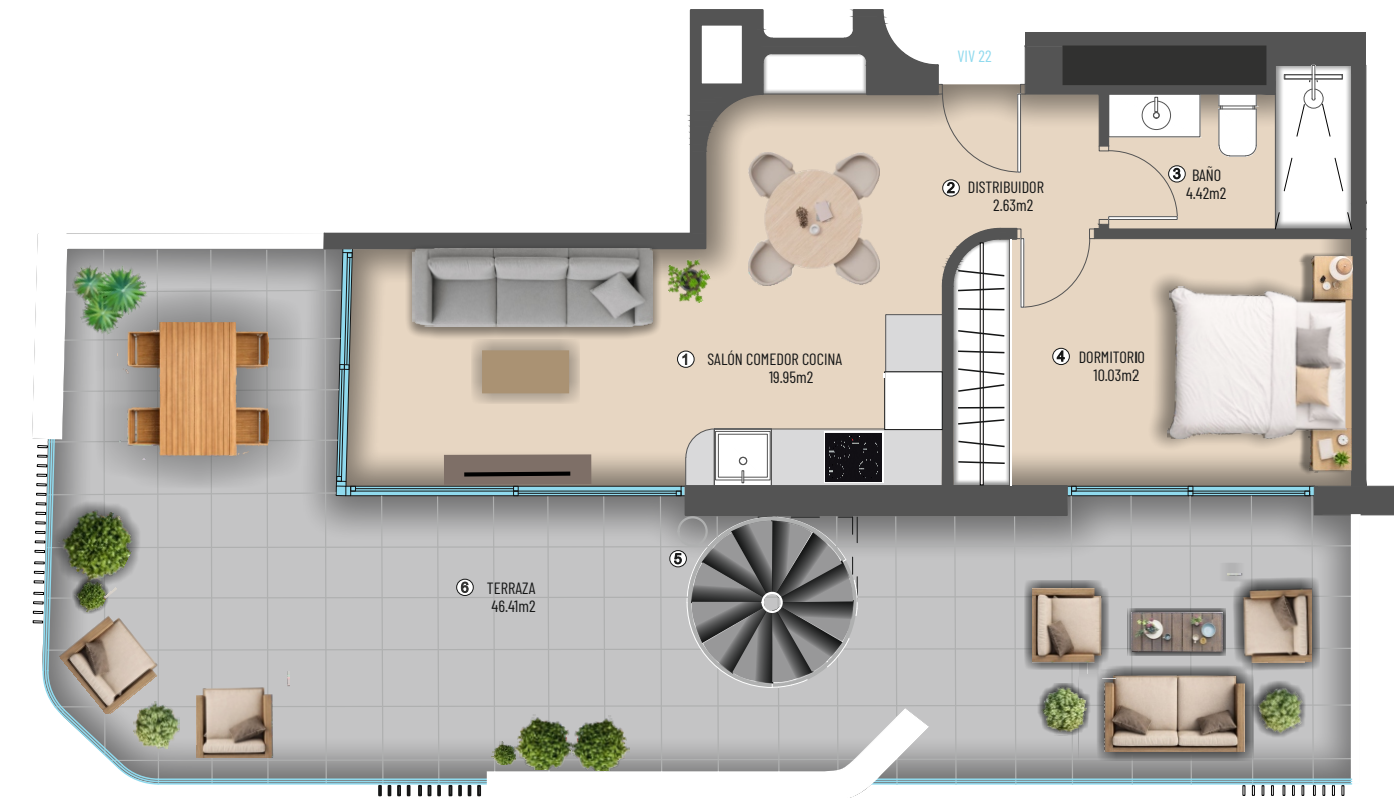 VIV 22
3 BAÑO
4.42m2
2 DISTRIBUIDOR
2.63m2
1 SALÓN COMEDOR COCINA
19.95m2
4 DORMITORIO
10.03m2
5
6 TERRAZA
46.41m2